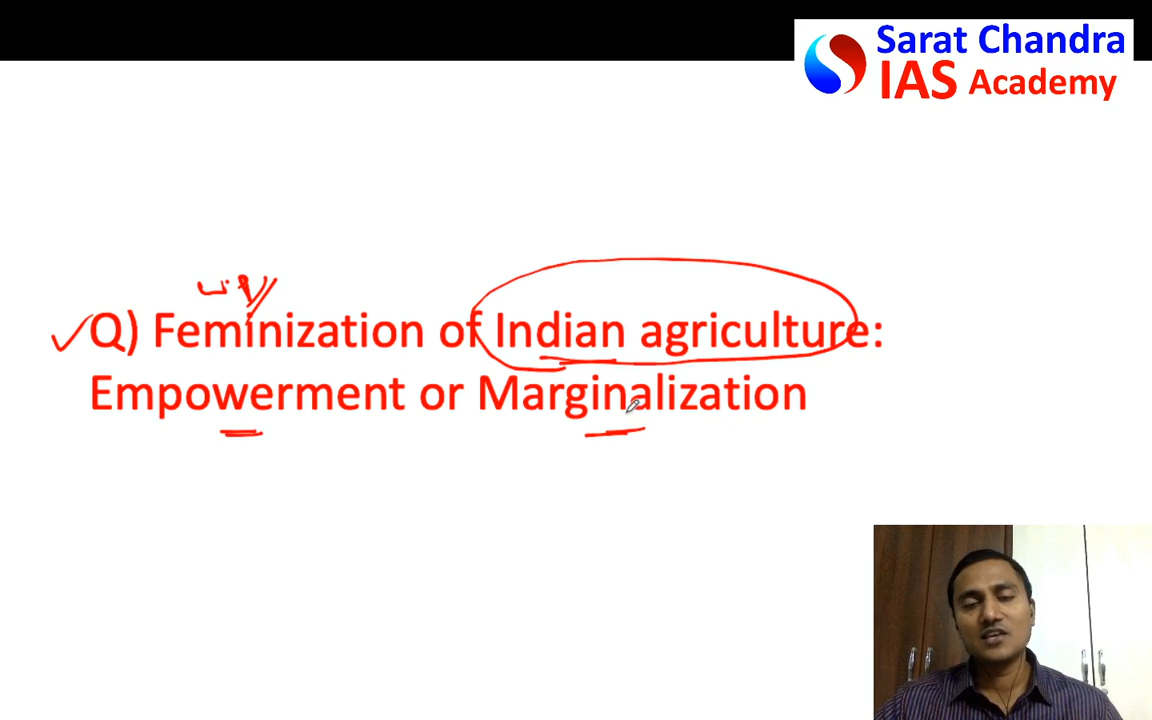 Sarat Chandra
IAS Academy
Q) Feminization of Indian agriculture:
Empowerment or Marginalization